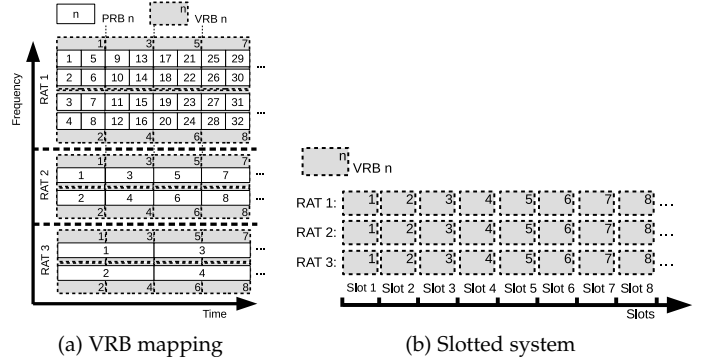 n PRB n n VRB n
Frequency
RAT 1
1 3 5 7
1 5 9 13 17 21 25 29 ...
2 6 10 14 18 22 26 30
3 7 11 15 19 23 27 31
4 8 12 16 20 24 28 32 ...
2 4 6 8
RAT 2
1 3 5 7
1 3 5 7 ...
2 4 6 8
2 4 6 8
RAT 3
1 3 5 7
1 3 ...
2 4 ...
2 4 6 8
Time
(a) VRB mapping
n VRB n
RAT 1: 1 2 3 4 5 6 7 8 ...
RAT 2: 1 2 3 4 5 6 7 8 ...
RAT 3: 1 2 3 4 5 6 7 8 ...
Slot 1 Slot 2 Slot 3 Slot 4 Slot 5 Slot 6 Slot 7 Slot 8
Slots
(b) Slotted system